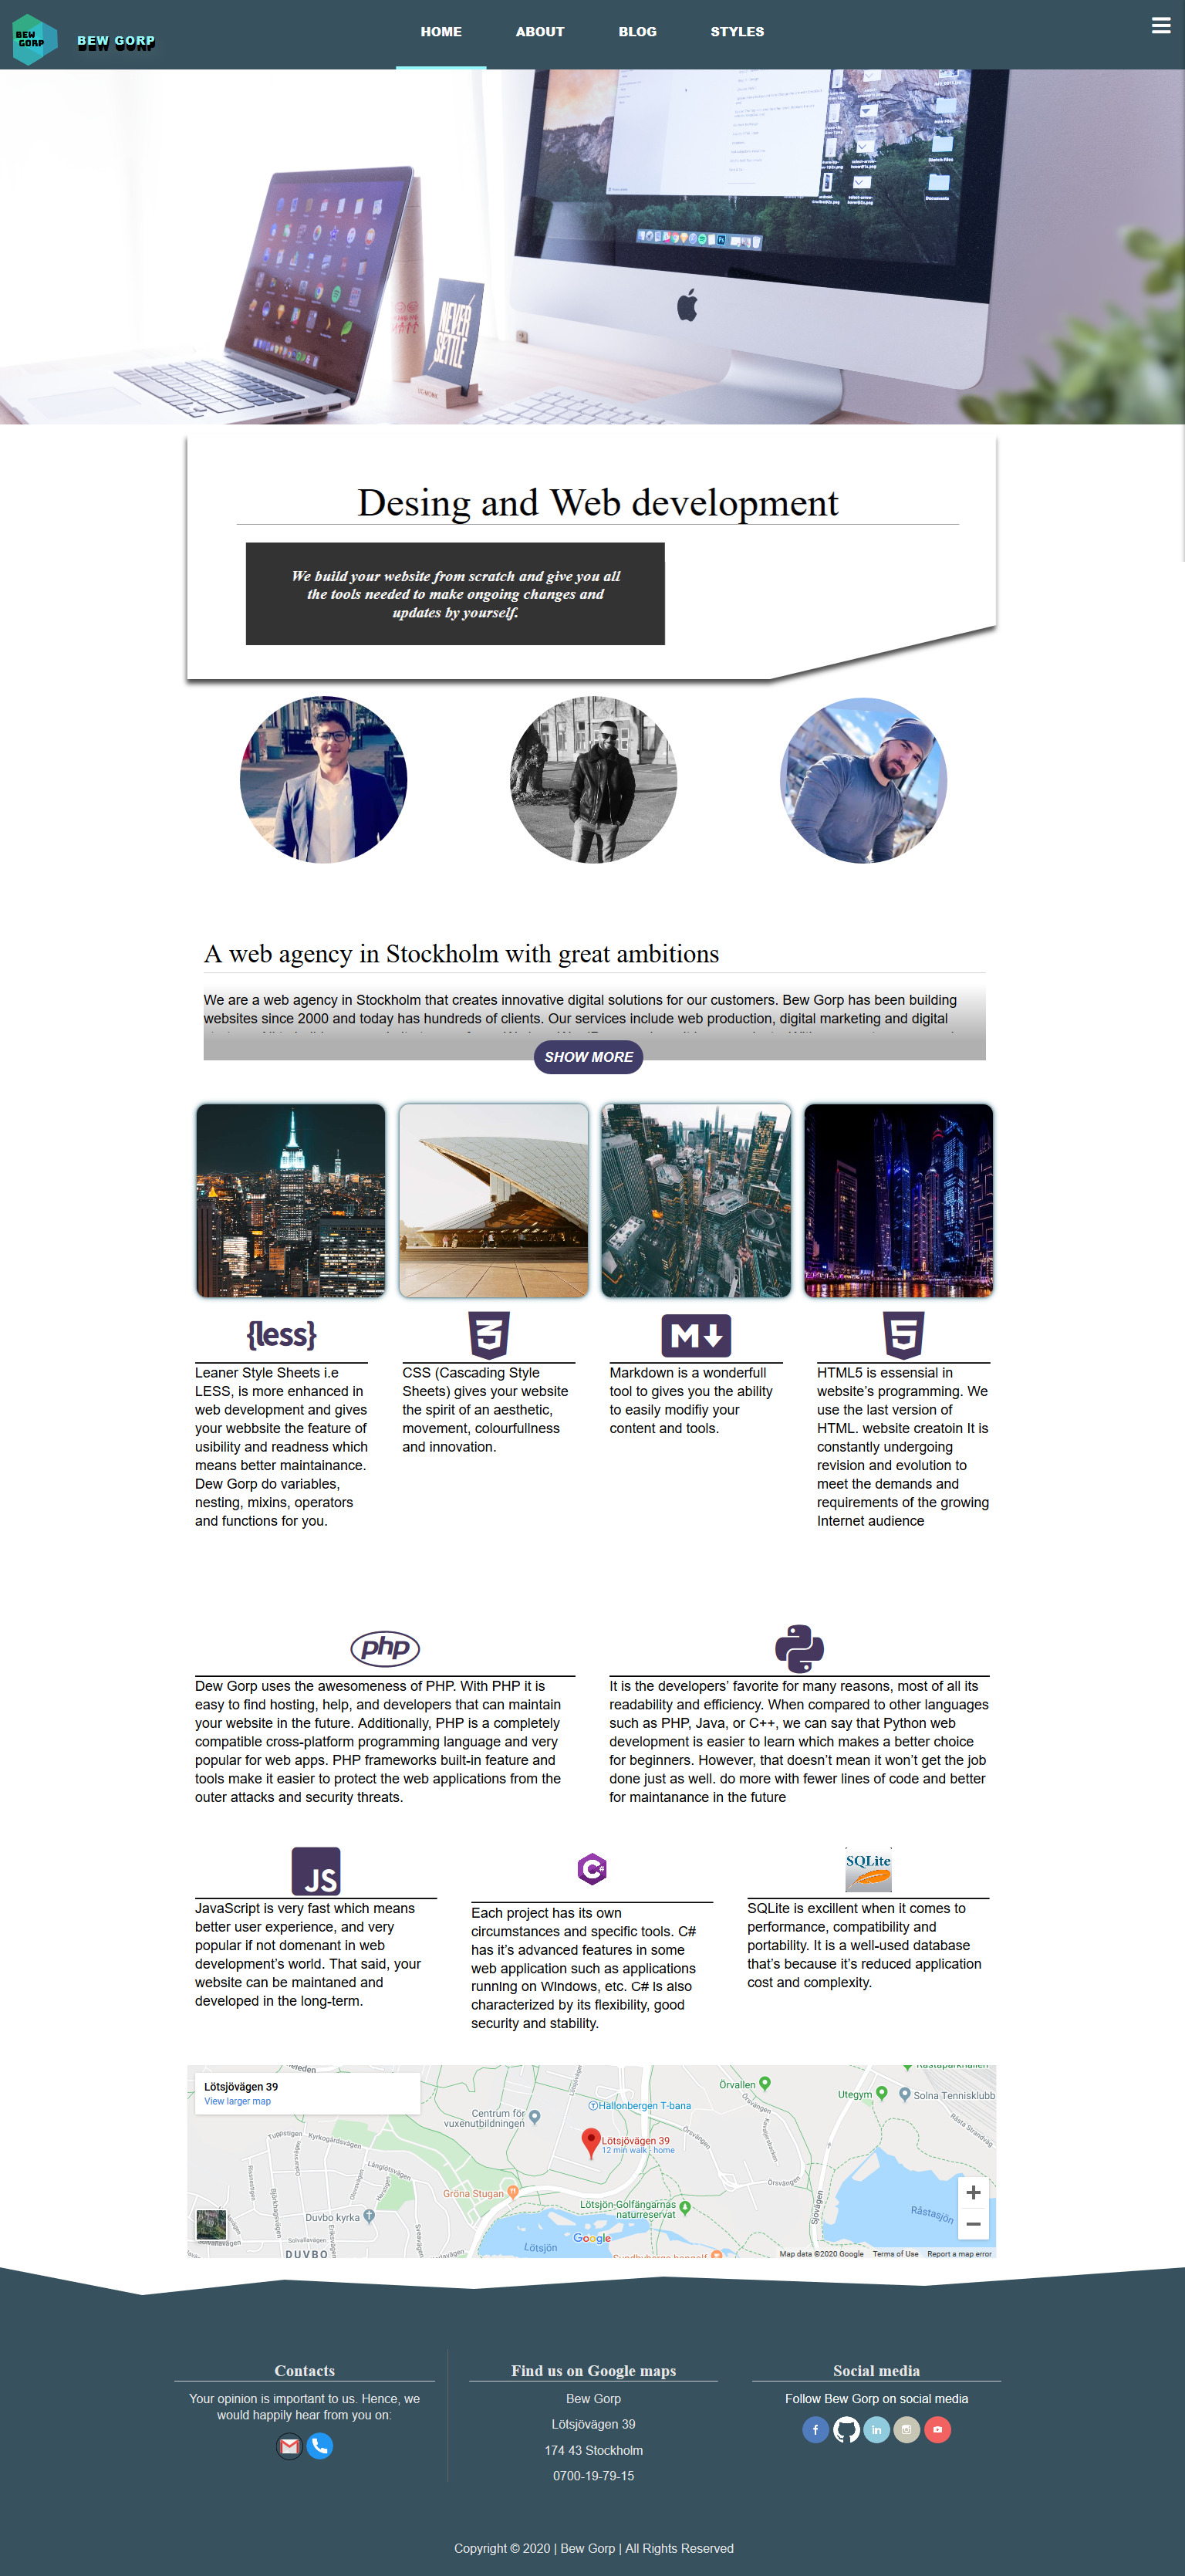 BEW
GORP
BEW GORP
HOME
ABOUT
BLOG
STYLES
NEVER
SETTLE
Desing and Web development
We build your website from scratch and give you all
the tools needed to make ongoing changes and
updates by yourself.
A web agency in Stockholm with great ambitions
We are a web agency in Stockholm that creates innovative digital solutions for our customers. Bew Gorp has been building
websites since 2000 and today has hundreds of clients. Our services include web production, digital marketing and digital
SHOW MORE
{less}
Leaner Style Sheets i.e
LESS, is more enhanced in
web development and gives
your webbsite the feature of
usibility and readness which
means better maintainance.
Dew Gorp do variables,
nesting, mixins, operators
and functions for you.
3
CSS (Cascading Style
Sheets) gives your website
the spirit of an aesthetic,
movement, colourfullness
and innovation.
M
Markdown is a wonderfull
tool to gives you the ability
to easily modifiy your
content and tools.
5
HTML5 is essensial in
website's programming. We
use the last version of
HTML. website creatoin It is
constantly undergoing
revision and evolution to
meet the demands and
requirements of the growing
Internet audience
php
Dew Gorp uses the awesomeness of PHP. With PHP it is
easy to find hosting, help, and developers that can maintain
your website in the future. Additionally, PHP is a completely
compatible cross-platform programming language and very
popular for web apps. PHP frameworks built-in feature and
tools make it easier to protect the web applications from the
outer attacks and security threats.
It is the developers' favorite for many reasons, most of all its
readability and efficiency. When compared to other languages
such as PHP, Java, or C++, we can say that Python web
development is easier to learn which makes a better choice
for beginners. However, that doesn't mean it won't get the job
done just as well. do more with fewer lines of code and better
for maintanance in the future
JS
JavaScript is very fast which means
better user experience, and very
popular if not domenant in web
development's world. That said, your
website can be maintaned and
developed in the long-term.
C#
Each project has its own
circumstances and specific tools. C#
has it's advanced features in some
web application such as applications
running on Windows, etc. C# is also
characterized by its flexibility, good
security and stability.
SQLite
SQLite is excillent when it comes to
performance, compatibility and
portability. It is a well-used database
that's because it's reduced application
cost and complexity.
Lötsjövägen 39
View larger map
Örvallen
Utegym
Solna Tennisklubb
Hallonbergen T-bana
Centrum för
vuxenutbildningen
Lötsjövägen 39
12 min walk - home
Tuppstigen
Kyrkogårdsvägen
Långlötsvägen
Örsvängen
Gröna Stugan
Lötsjön-Golfängarnas
naturreservat
Duvbo kyrka
DUVBO
Lötsjön
Sjövägen
Råsta Strandväg
Råstasjön
Google
Map data ©2020 Google
Terms of Use
Report a map error
Contacts
Your opinion is important to us. Hence, we
would happily hear from you on:
Find us on Google maps
Bew Gorp
Lötsjövägen 39
174 43 Stockholm
0700-19-79-15
Social media
Follow Bew Gorp on social media
f
in
Copyright © 2020 | Bew Gorp | All Rights Reserved